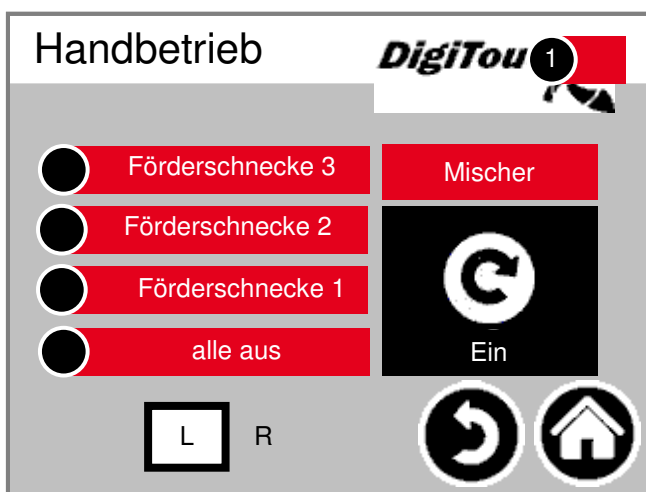 Handbetrieb
DigiTou 1
Förderschnecke 3
Mischer
Förderschnecke 2
Förderschnecke 1
alle aus
Ein
L R